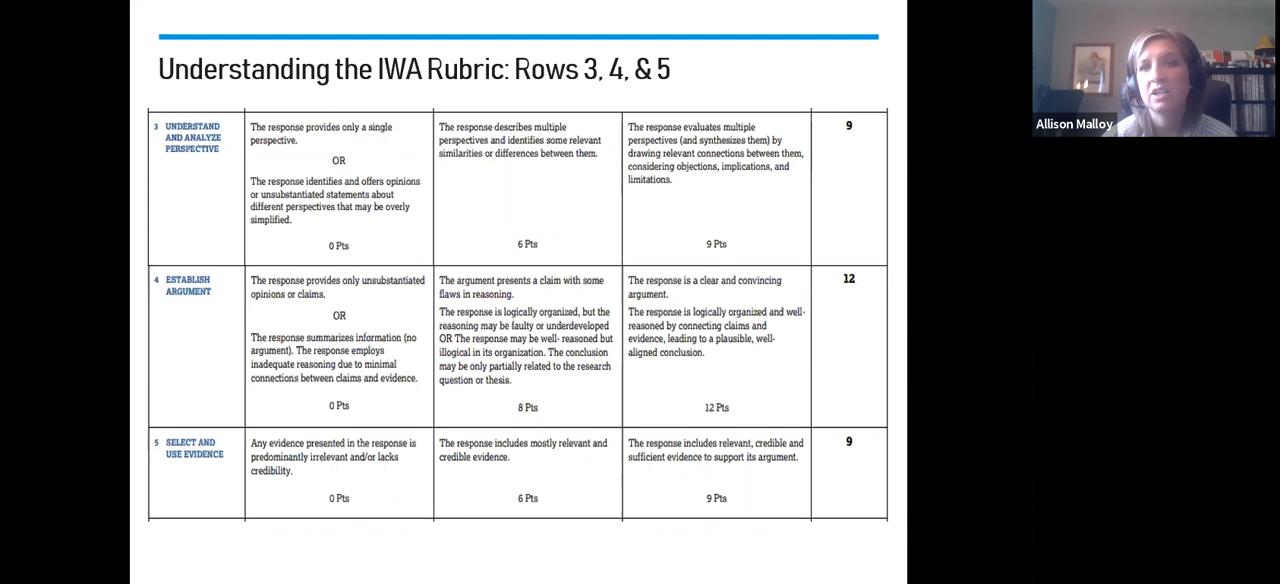 Understanding the IWA Rubric: Rows 3, 4, & 5
3 UNDERSTAND
AND ANALYZE
PERSPECTIVE
The response provides only a single
perspective.
OR
The response identifies and offers opinions
or unsubstantiated statements about
different perspectives that may be overly
simplified.
0 Pts
The response describes multiple
perspectives and identifies some relevant
similarities or differences between them.
6 Pts
The response evaluates multiple
perspectives (and synthesizes them) by
drawing relevant connections between them,
considering objections, implications, and
limitations.
9 Pts
9
4 ESTABLISH
ARGUMENT
The response provides only unsubstantiated
opinions or claims.
OR
The response summarizes information (no
argument). The response employs
inadequate reasoning due to minimal
connections between claims and evidence.
0 Pts
The argument presents a claim with some
flaws in reasoning.
The response is logically organized, but the
reasoning may be faulty or underdeveloped
OR The response may be well- reasoned but
illogical in its organization. The conclusion
may be only partially related to the research
question or thesis.
8 Pts
The response is a clear and convincing
argument.
The response is logically organized and well-
reasoned by connecting claims and
evidence, leading to a plausible, well-
aligned conclusion.
12 Pts
12
5 SELECT AND
USE EVIDENCE
Any evidence presented in the response is
predominantly irrelevant and/or lacks
credibility.
0 Pts
The response includes mostly relevant and
credible evidence.
6 Pts
The response includes relevant, credible and
sufficient evidence to support its argument.
9 Pts
9
Allison Malloy